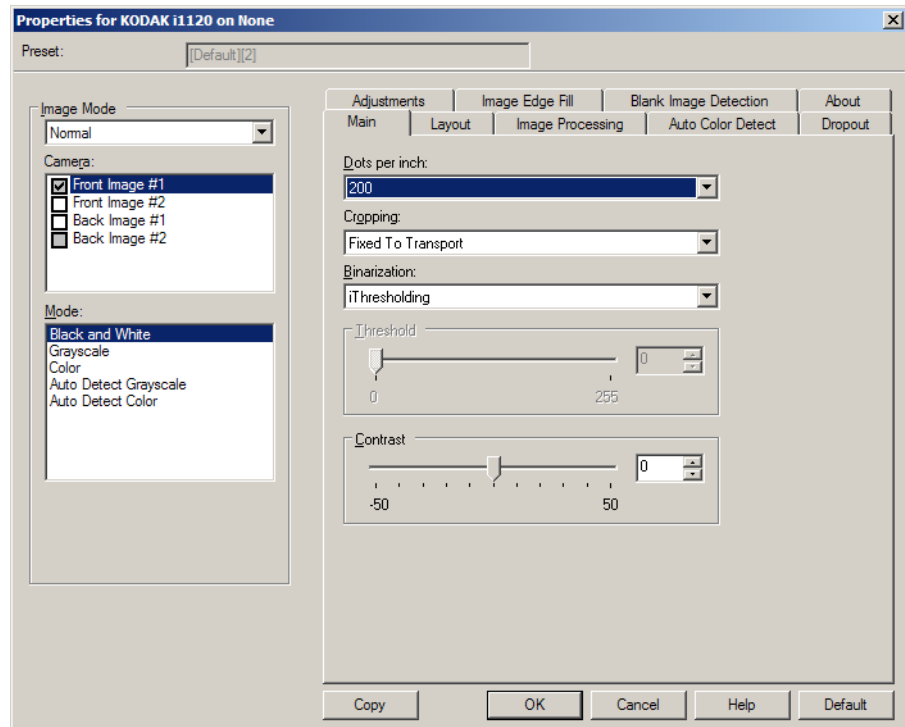 Properties for KODAK i1120 on None
Preset:
[Default][2]
Image Mode
Normal
Camera:
Front Image #1
Front Image #2
Back Image #1
Back Image #2
Mode:
Black and White
Grayscale
Color
Auto Detect Grayscale
Auto Detect Color
Adjustments Image Edge Fill Blank Image Detection About
Main Layout Image Processing Auto Color Detect Dropout
Dots per inch:
200
Cropping:
Fixed To Transport
Binarization:
iThresholding
Threshold
0
0 255
Contrast
0
-50 50
Copy OK Cancel Help Default